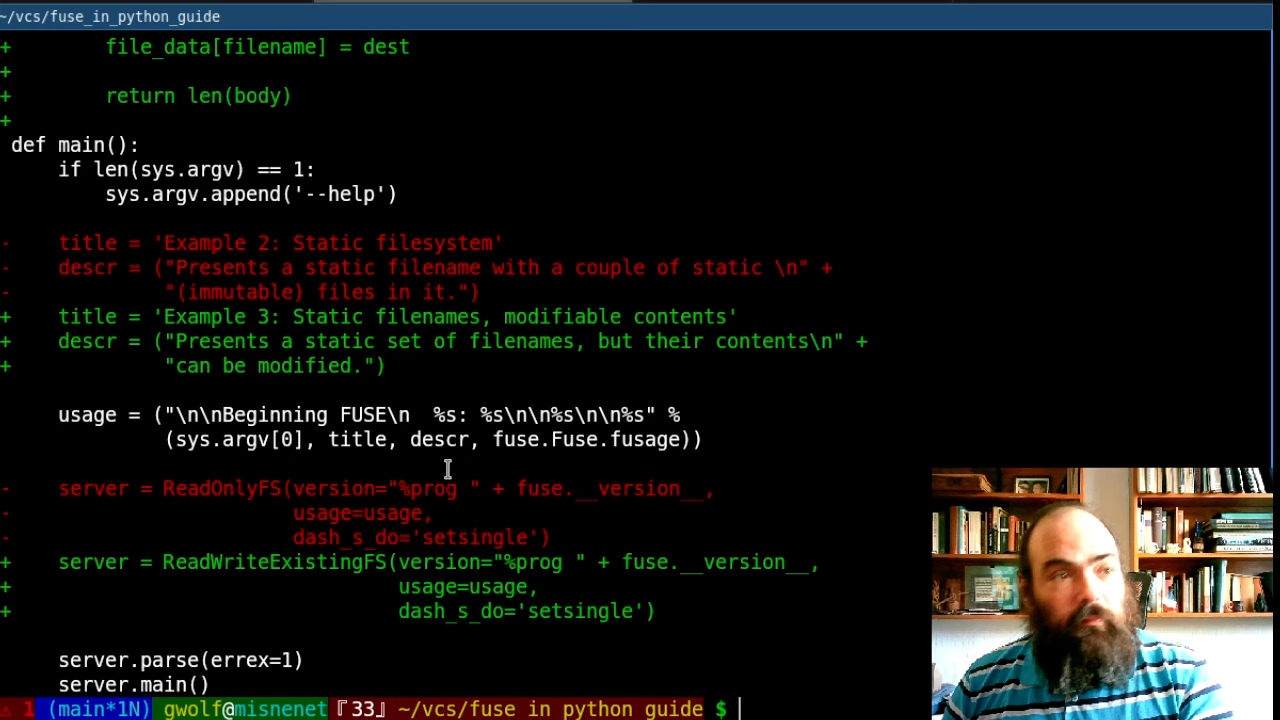 ~/vcs/fuse_in_python_guide
+        file_data[filename] = dest
+
+        return len(body)
+
 def main():
     if len(sys.argv) == 1:
         sys.argv.append('--help')
-    title = 'Example 2: Static filesystem'
-    descr = ("Presents a static filename with a couple of static \n" +
-             "(immutable) files in it.")
+    title = 'Example 3: Static filenames, modifiable contents'
+    descr = ("Presents a static set of filenames, but their contents\n" +
+             "can be modified.")
     usage = ("\n\nBeginning FUSE\n  %s: %s\n\n%s\n\n%s" %
              (sys.argv[0], title, descr, fuse.Fuse.fusage))
-    server = ReadOnlyFS(version="%prog " + fuse.__version__,
-                        usage=usage,
-                        dash_s_do='setsingle')
+    server = ReadWriteExistingFS(version="%prog " + fuse.__version__,
+                                 usage=usage,
+                                 dash_s_do='setsingle')
     server.parse(errex=1)
     server.main()
⚠ 1 (main*1N) gwolf@misnenet『33』~/vcs/fuse_in_python_guide $